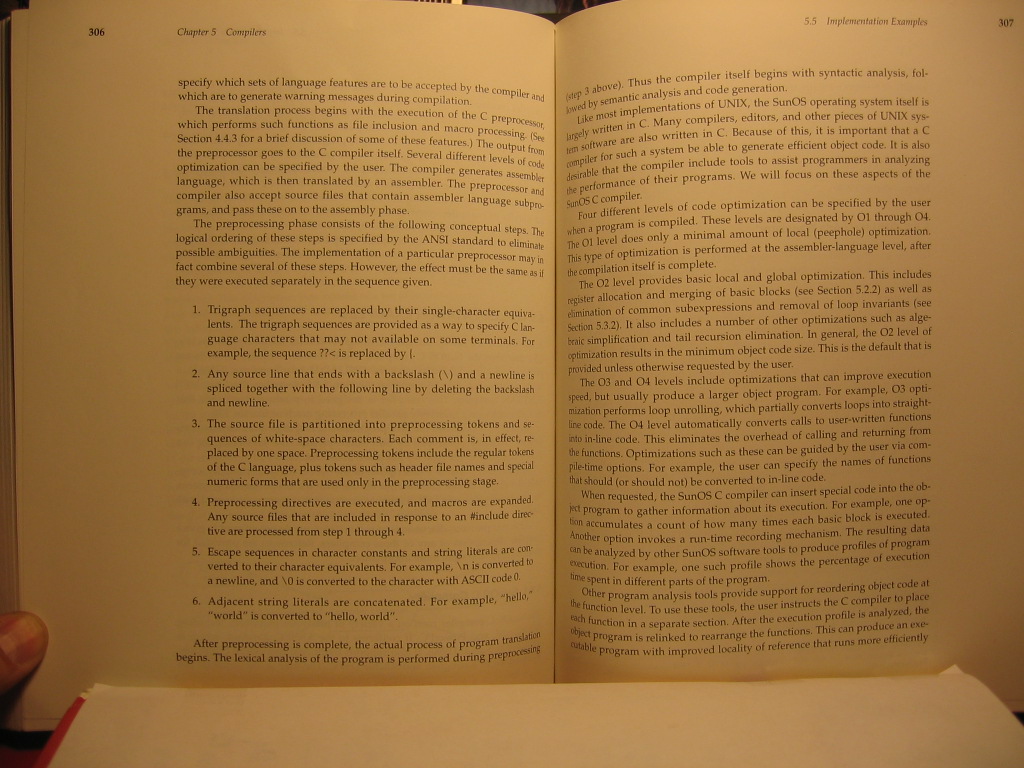 306
Chapter 5 Compilers
specify which sets of language features are to be accepted by the compiler and
which are to generate warning messages during compilation.
The translation process begins with the execution of the C preprocessor,
which performs such functions as file inclusion and macro processing. (See
Section 4.4.3 for a brief discussion of some of these features.) The output from
the preprocessor goes to the C compiler itself. Several different levels of code
optimization can be specified by the user. The compiler generates assembler
language, which is then translated by an assembler. The preprocessor and
compiler also accept source files that contain assembler language subpro-
grams, and pass these on to the assembly phase.
The preprocessing phase consists of the following conceptual steps. The
logical ordering of these steps is specified by the ANSI standard to eliminate
possible ambiguities. The implementation of a particular preprocessor may in
fact combine several of these steps. However, the effect must be the same as if
they were executed separately in the sequence given.
1. Trigraph sequences are replaced by their single-character equiva-
lents. The trigraph sequences are provided as a way to specify C lan-
guage characters that may not available on some terminals. For
example, the sequence ??< is replaced by {.
2. Any source line that ends with a backslash (\) and a newline is
spliced together with the following line by deleting the backslash
and newline.
3. The source file is partitioned into preprocessing tokens and se-
quences of white-space characters. Each comment is, in effect, re-
placed by one space. Preprocessing tokens include the regular tokens
of the C language, plus tokens such as header file names and special
numeric forms that are used only in the preprocessing stage.
4. Preprocessing directives are executed, and macros are expanded.
Any source files that are included in response to an #include direc-
tive are processed from step 1 through 4.
5. Escape sequences in character constants and string literals are con-
verted to their character equivalents. For example, \n is converted to
a newline, and \0 is converted to the character with ASCII code 0.
6. Adjacent string literals are concatenated. For example, "hello,"
"world" is converted to "hello, world".
After preprocessing is complete, the actual process of program translation
begins. The lexical analysis of the program is performed during preprocessing
5.5 Implementation Examples
307
(step 3 above). Thus the compiler itself begins with syntactic analysis, fol-
lowed by semantic analysis and code generation.
Like most implementations of UNIX, the SunOS operating system itself is
largely written in C. Many compilers, editors, and other pieces of UNIX sys-
tem software are also written in C. Because of this, it is important that a C
compiler for such a system be able to generate efficient object code. It is also
desirable that the compiler include tools to assist programmers in analyzing
the performance of their programs. We will focus on these aspects of the
SunOS C compiler.
Four different levels of code optimization can be specified by the user
when a program is compiled. These levels are designated by O1 through O4.
The O1 level does only a minimal amount of local (peephole) optimization.
This type of optimization is performed at the assembler-language level, after
the compilation itself is complete.
The O2 level provides basic local and global optimization. This includes
register allocation and merging of basic blocks (see Section 5.2.2) as well as
elimination of common subexpressions and removal of loop invariants (see
Section 5.3.2). It also includes a number of other optimizations such as alge-
braic simplification and tail recursion elimination. In general, the O2 level of
optimization results in the minimum object code size. This is the default that is
provided unless otherwise requested by the user.
The O3 and O4 levels include optimizations that can improve execution
speed, but usually produce a larger object program. For example, O3 opti-
mization performs loop unrolling, which partially converts loops into straight-
line code. The O4 level automatically converts calls to user-written functions
into in-line code. This eliminates the overhead of calling and returning from
the functions. Optimizations such as these can be guided by the user via com-
pile-time options. For example, the user can specify the names of functions
that should (or should not) be converted to in-line code.
When requested, the SunOS C compiler can insert special code into the ob-
ject program to gather information about its execution. For example, one op-
tion accumulates a count of how many times each basic block is executed.
Another option invokes a run-time recording mechanism. The resulting data
can be analyzed by other SunOS software tools to produce profiles of program
execution. For example, one such profile shows the percentage of execution
time spent in different parts of the program.
Other program analysis tools provide support for reordering object code at
the function level. To use these tools, the user instructs the C compiler to place
each function in a separate section. After the execution profile is analyzed, the
object program is relinked to rearrange the functions. This can produce an exe-
cutable program with improved locality of reference that runs more efficiently